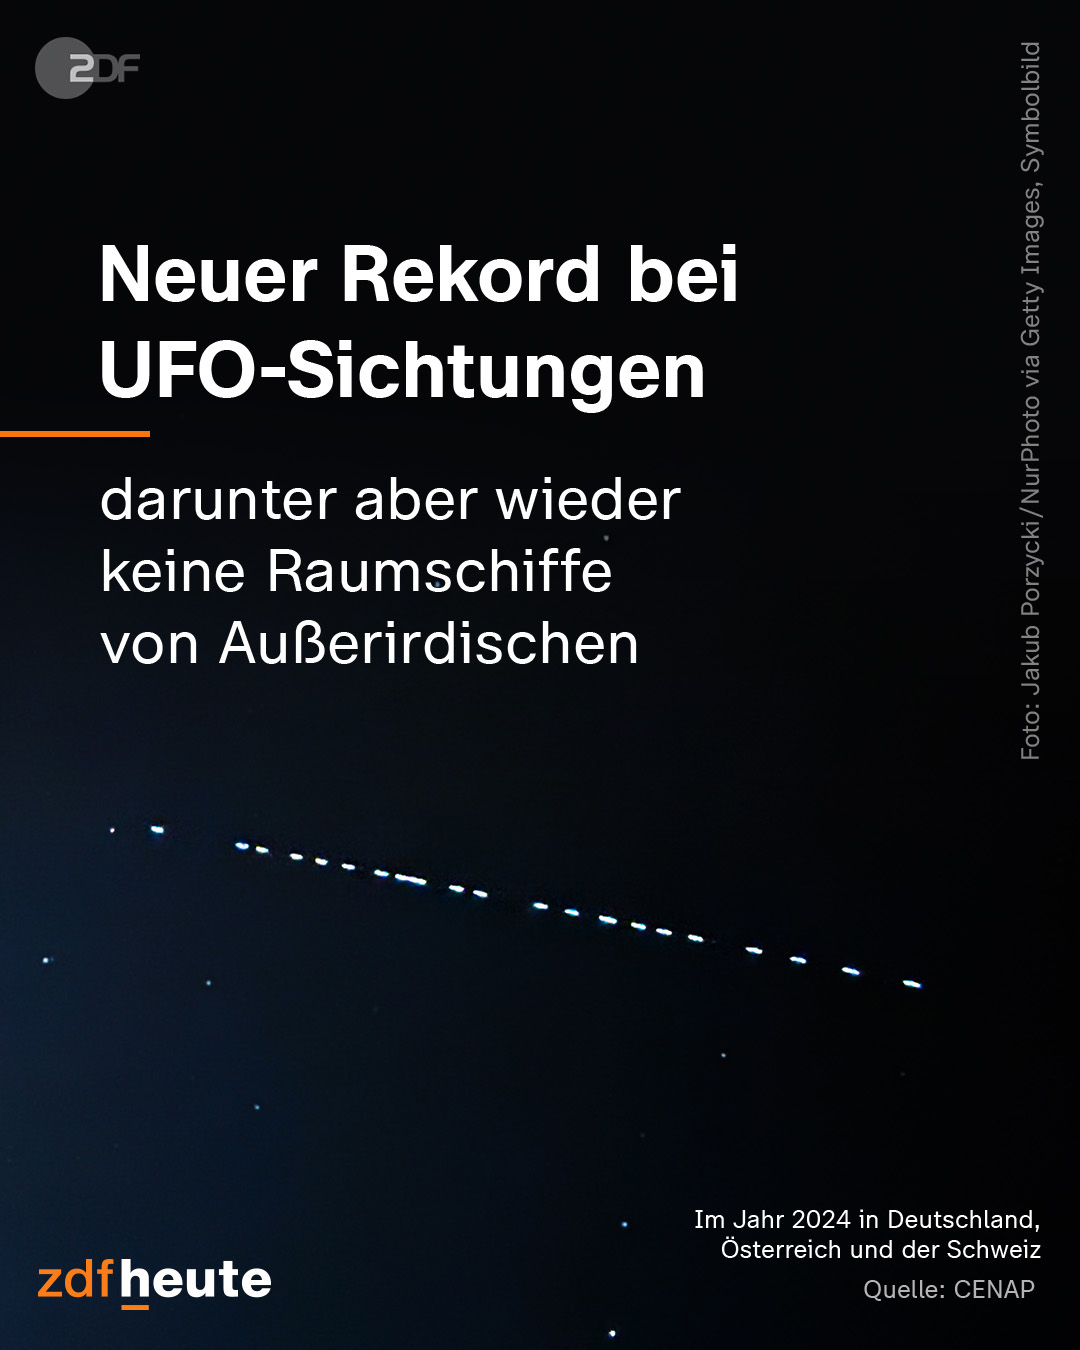 ZDF
Neuer Rekord bei
UFO-Sichtungen
darunter aber wieder
keine Raumschiffe
von Außerirdischen
Foto: Jakub Porzycki/NurPhoto via Getty Images, Symbolbild
Im Jahr 2024 in Deutschland,
Österreich und der Schweiz
Quelle: CENAP
zdfheute